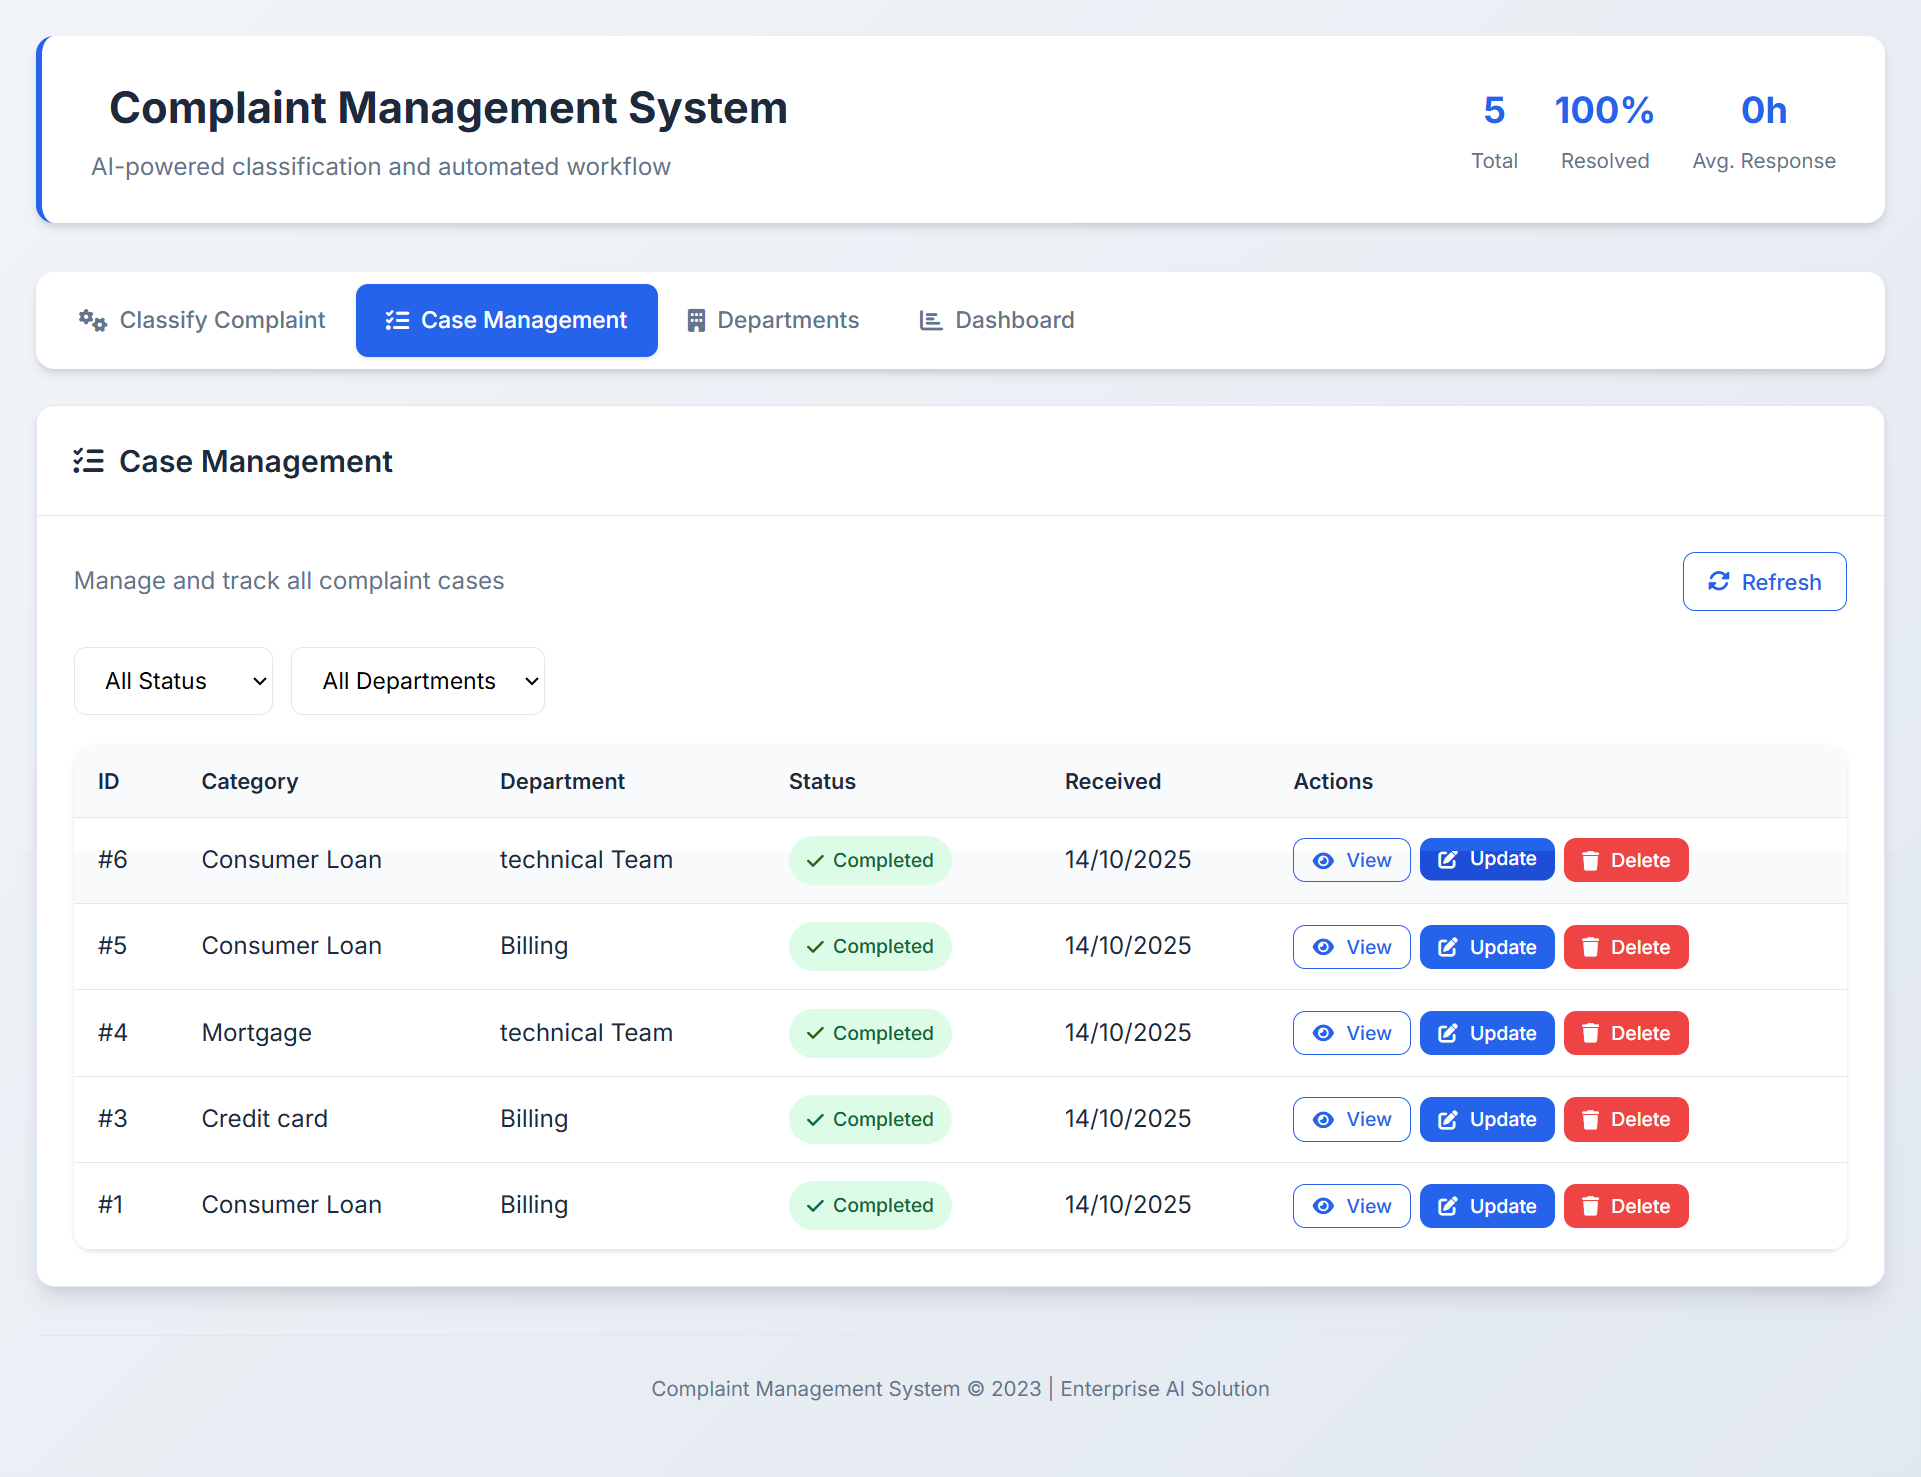 Complaint Management System
AI-powered classification and automated workflow
5 100% 0h
Total Resolved Avg. Response
Classify Complaint Case Management Departments Dashboard
Case Management
Manage and track all complaint cases
Refresh
All Status All Departments
ID Category Department Status Received Actions
#6 Consumer Loan technical Team Completed 14/10/2025 View Update Delete
#5 Consumer Loan Billing Completed 14/10/2025 View Update Delete
#4 Mortgage technical Team Completed 14/10/2025 View Update Delete
#3 Credit card Billing Completed 14/10/2025 View Update Delete
#1 Consumer Loan Billing Completed 14/10/2025 View Update Delete
Complaint Management System © 2023 | Enterprise AI Solution